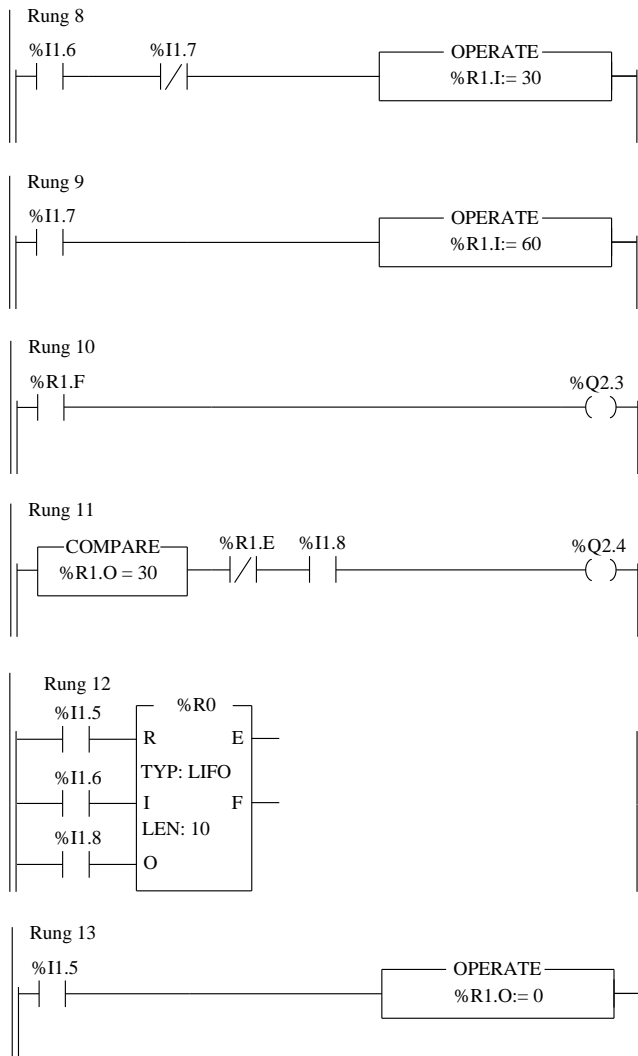 Rung 8
%I1.6 %I1.7
OPERATE
%R1.I:= 30
Rung 9
%I1.7
OPERATE
%R1.I:= 60
Rung 10
%R1.F %Q2.3
Rung 11
COMPARE
%R1.O = 30
%R1.E %I1.8 %Q2.4
Rung 12
%I1.5 %R0
R E
TYP: LIFO
%I1.6
I F
LEN: 10
%I1.8
O
Rung 13
%I1.5
OPERATE
%R1.O:= 0